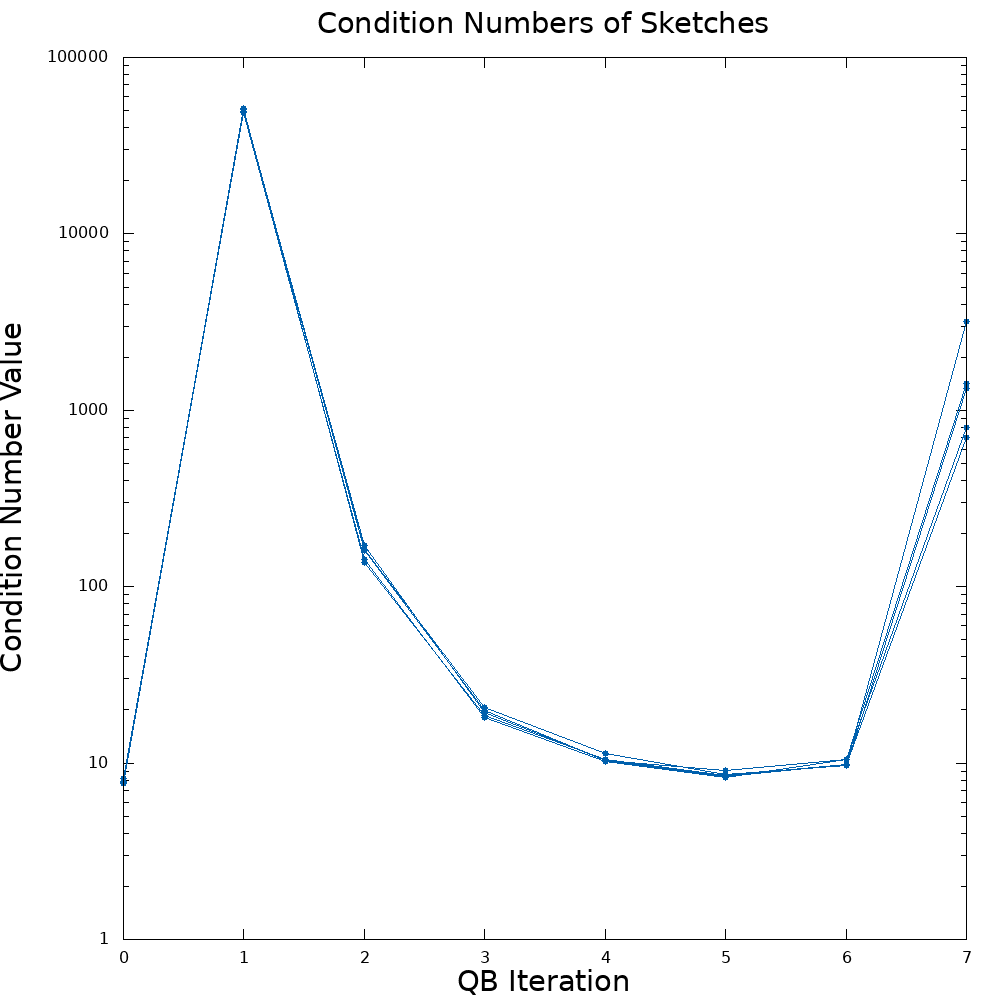 Condition Numbers of Sketches
100000
10000
1000
100
10
1
Condition Number Value
0 1 2 3 4 5 6 7
QB Iteration